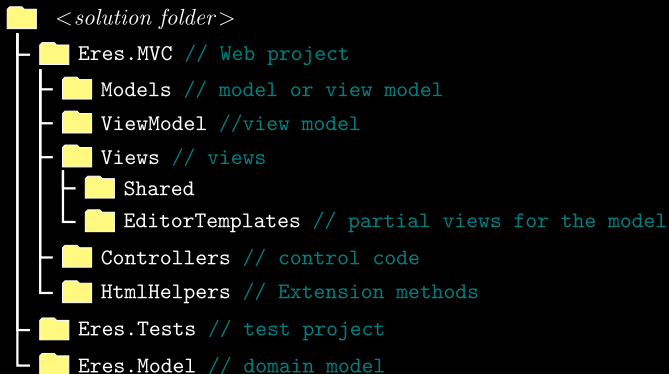 <solution folder>
Eres.MVC // Web project
Models // model or view model
ViewModel //view model
Views // views
Shared
EditorTemplates // partial views for the model
Controllers // control code
HtmlHelpers // Extension methods
Eres.Tests // test project
Eres.Model // domain model